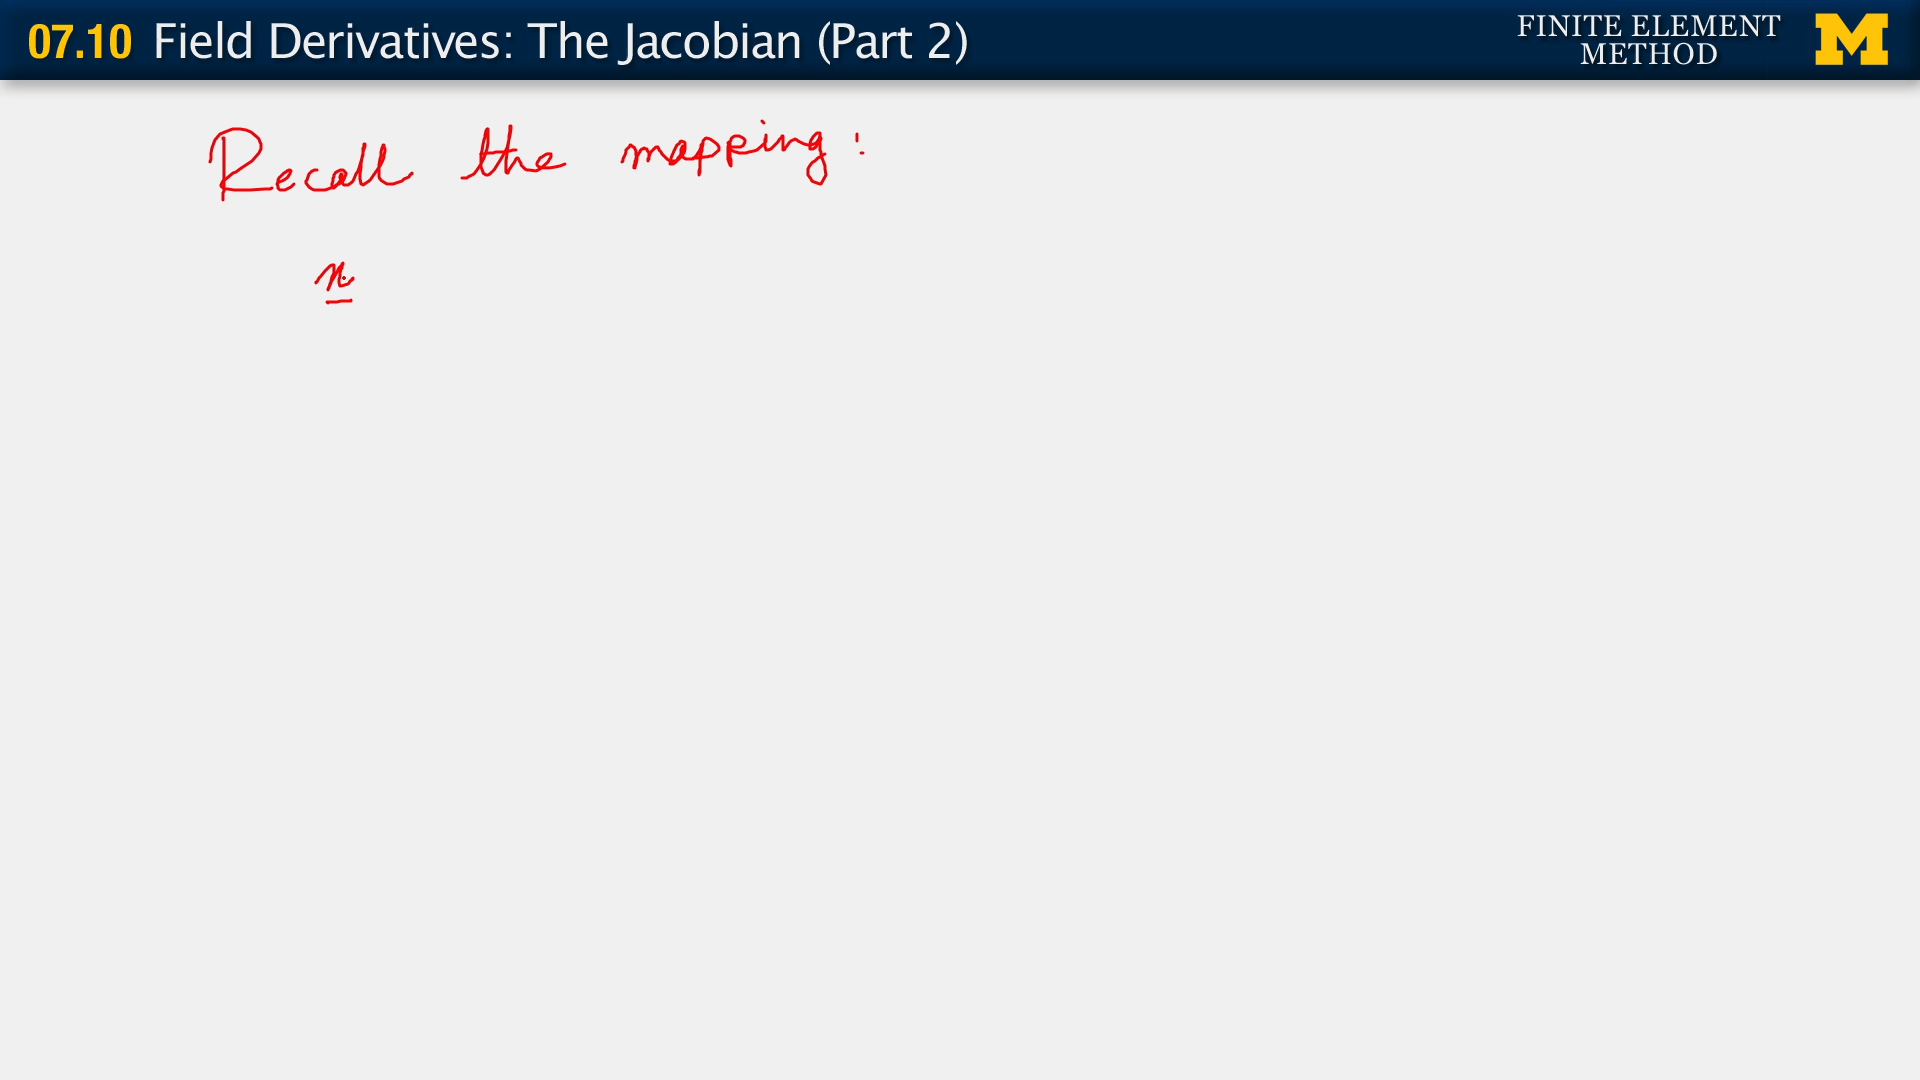 07.10 Field Derivatives: The Jacobian (Part 2)
FINITE ELEMENT
METHOD
M
Recall the mapping: